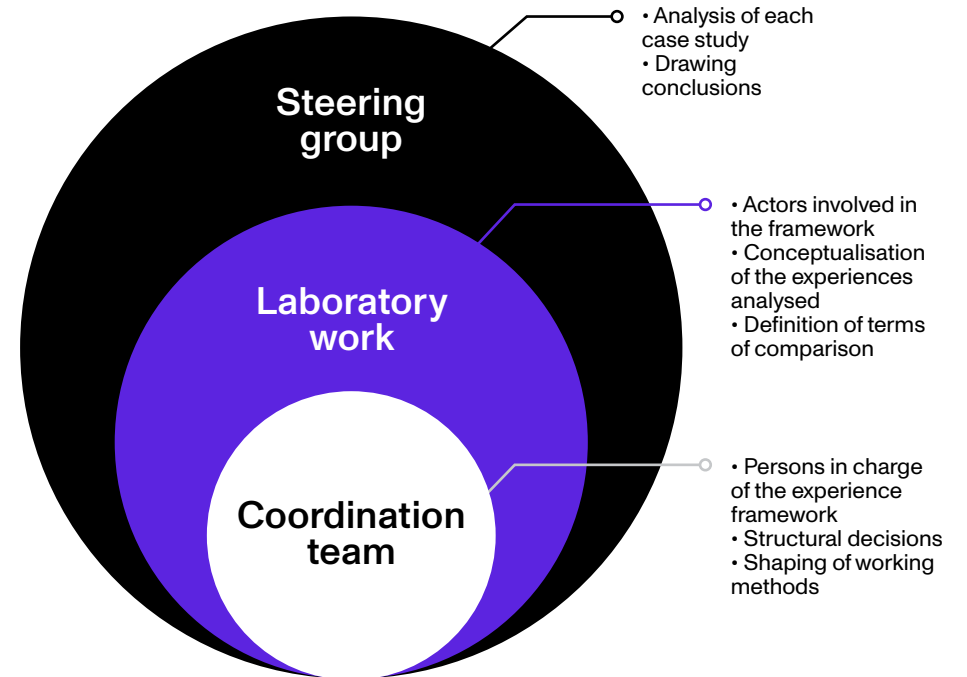 • Analysis of each
case study
• Drawing
conclusions
Steering
group
• Actors involved in
the framework
• Conceptualisation
of the experiences
analysed
• Definition of terms
of comparison
Laboratory
work
• Persons in charge
of the experience
framework
• Structural decisions
• Shaping of working
methods
Coordination
team